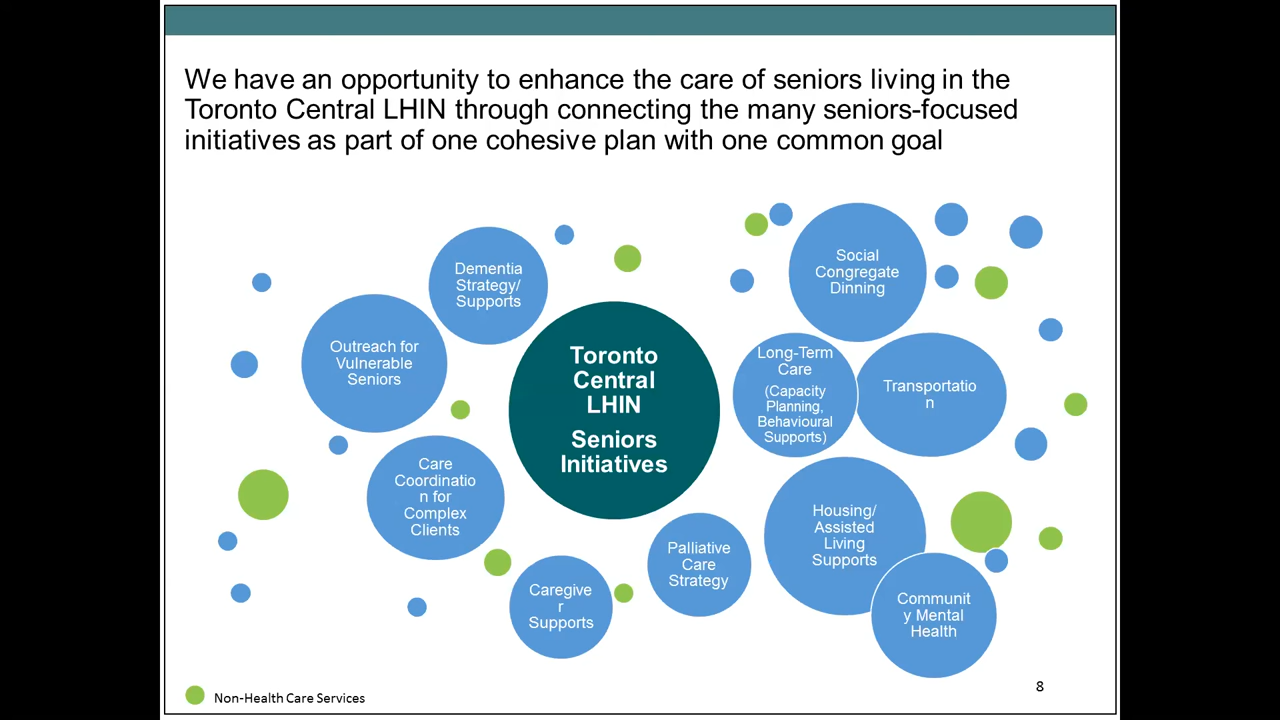 We have an opportunity to enhance the care of seniors living in the
Toronto Central LHIN through connecting the many seniors-focused
initiatives as part of one cohesive plan with one common goal
Dementia
Strategy/
Supports
Outreach for
Vulnerable
Seniors
Care
Coordinatio
n for
Complex
Clients
Caregive
r
Supports
Toronto
Central
LHIN
Seniors
Initiatives
Palliative
Care
Strategy
Social
Congregate
Dinning
Long-Term
Care
(Capacity
Planning,
Behavioural
Supports)
Transportatio
n
Housing/
Assisted
Living
Supports
Communit
y Mental
Health
Non-Health Care Services
8